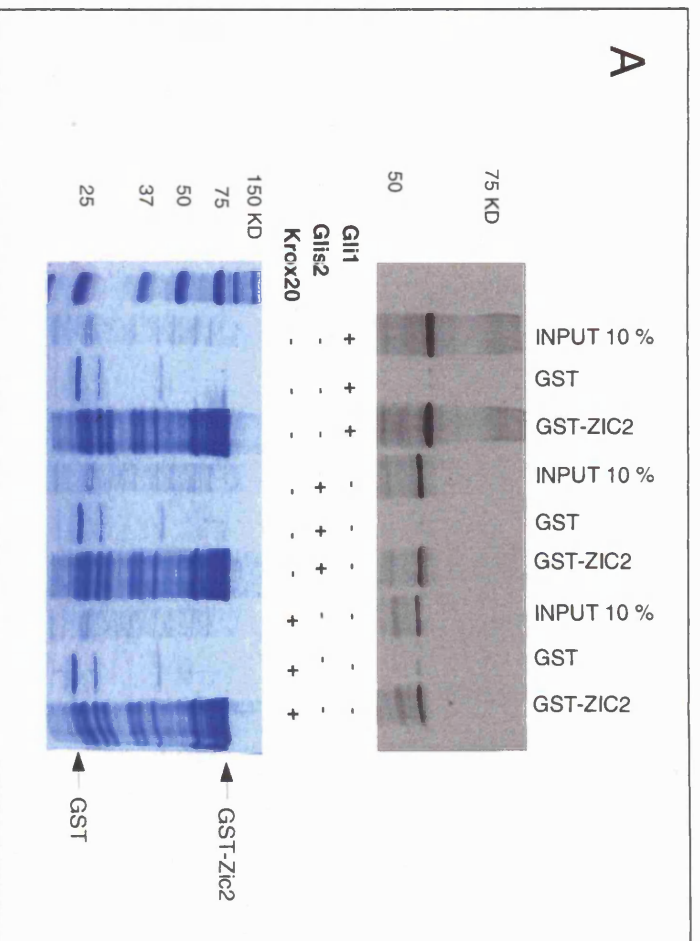 A
INPUT 10 %
GST
GST-ZIC2
INPUT 10 %
GST
GST-ZIC2
INPUT 10 %
GST
GST-ZIC2
75 KD
50
Gli1 + + + - - - - - -
Glis2 - - - + + + - - -
Krox20 - - - - - - + + +
150 KD
75
50
37
25
GST-Zic2
GST